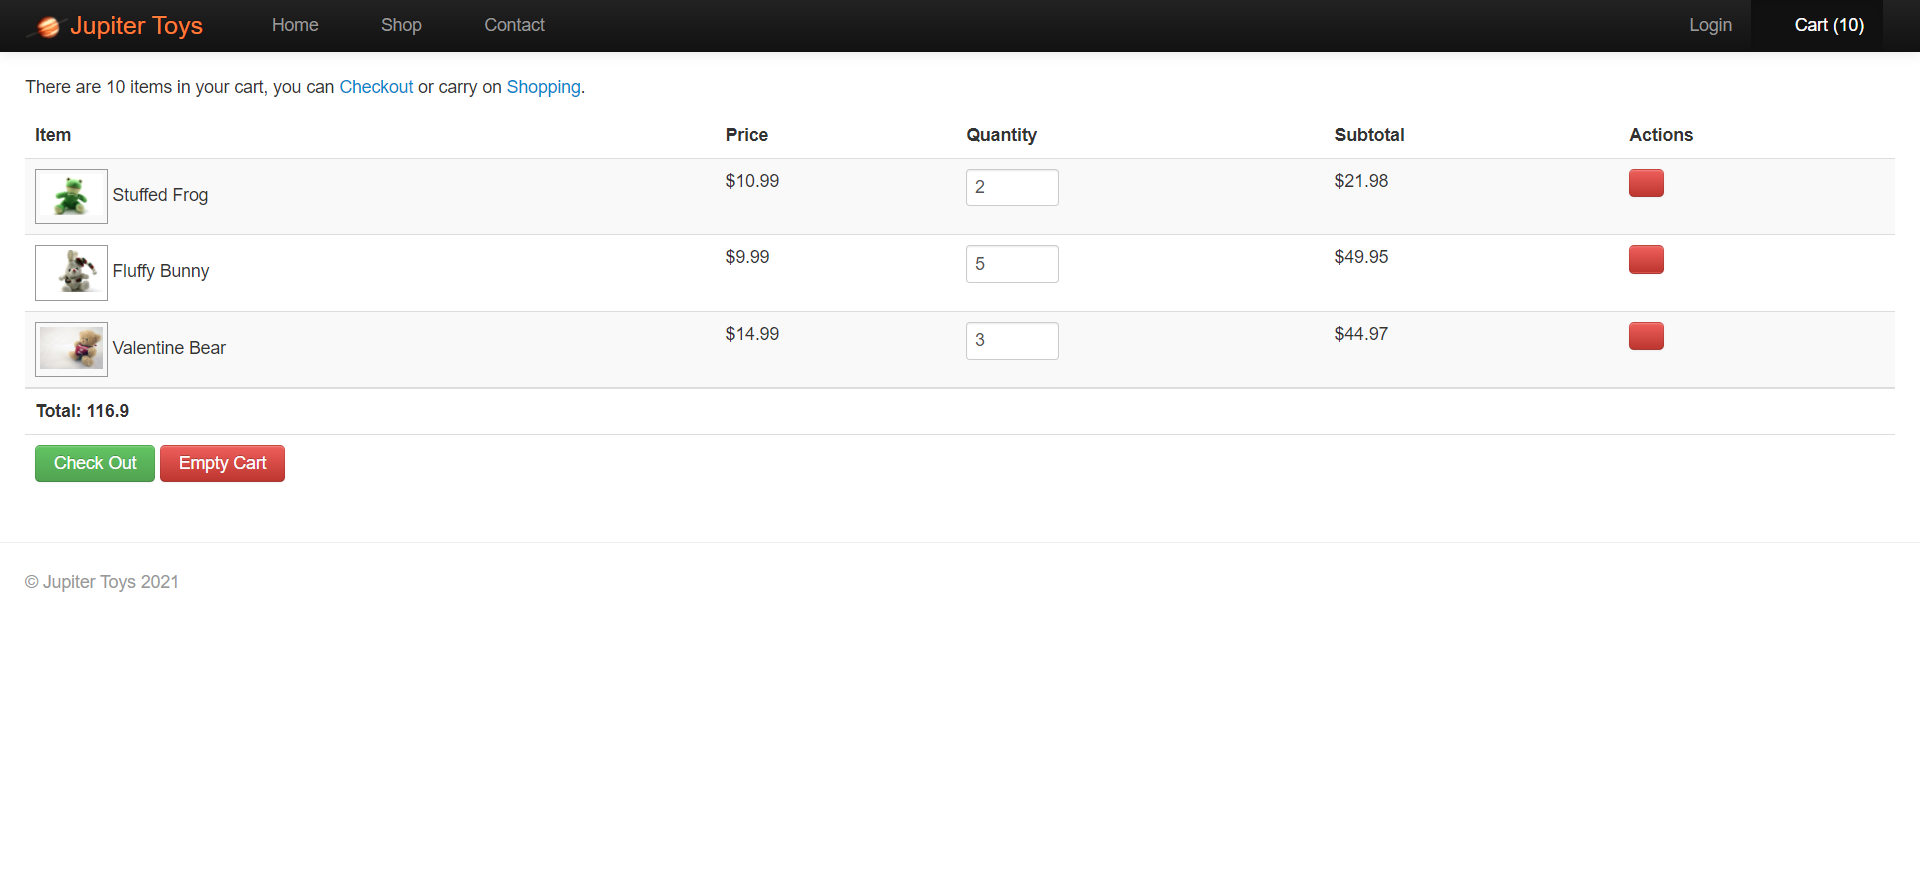 Jupiter Toys Home Shop Contact Login Cart (10)
There are 10 items in your cart, you can Checkout or carry on Shopping.
Item Price Quantity Subtotal Actions
Stuffed Frog $10.99 2 $21.98
Fluffy Bunny $9.99 5 $49.95
Valentine Bear $14.99 3 $44.97
Total: 116.9
Check Out Empty Cart
© Jupiter Toys 2021